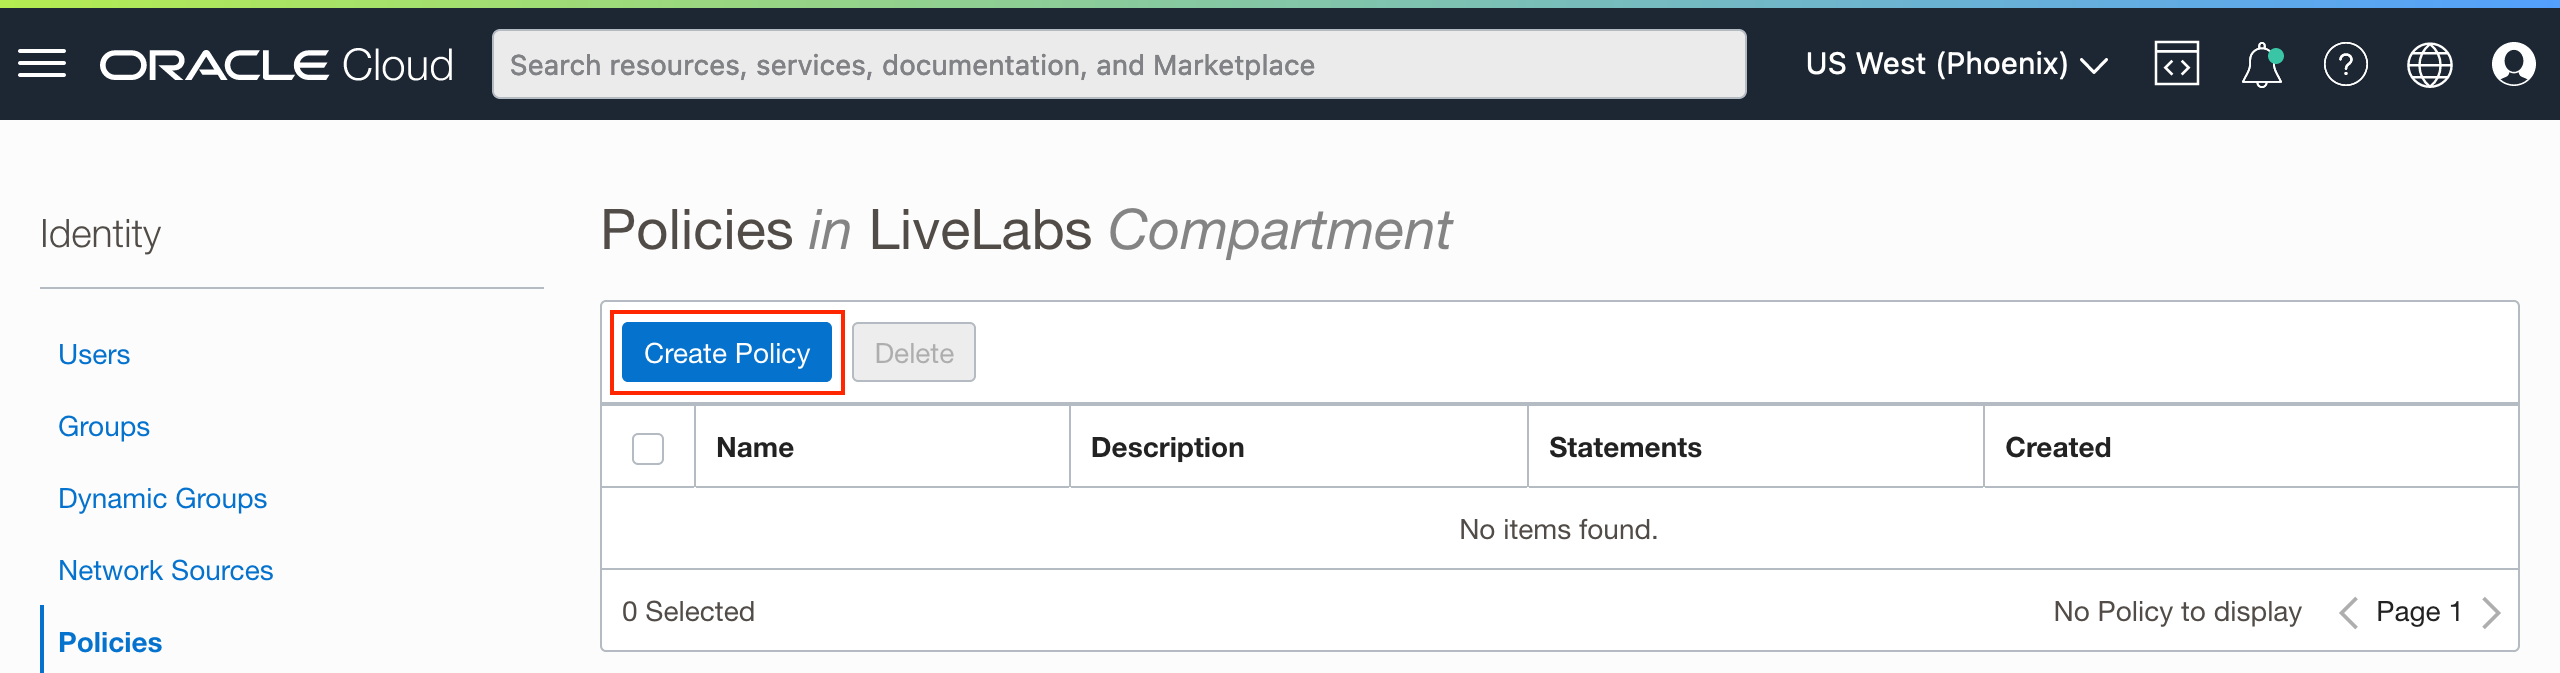 ORACLE Cloud
Search resources, services, documentation, and Marketplace
US West (Phoenix)
Identity
Users
Groups
Dynamic Groups
Network Sources
Policies
Policies in LiveLabs Compartment
Create Policy
Delete
Name
Description
Statements
Created
No items found.
0 Selected
No Policy to display
Page 1